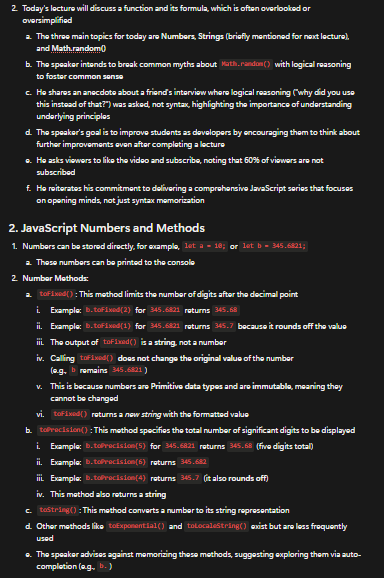 2. Today's lecture will discuss a function and its formula, which is often overlooked or
oversimplified
a. The three main topics for today are Numbers, Strings (briefly mentioned for next lecture),
and Math.random()
b. The speaker intends to break common myths about Math.random() with logical reasoning
to foster common sense
c. He shares an anecdote about a friend's interview where logical reasoning ("why did you use
this instead of that?") was asked, not syntax, highlighting the importance of understanding
underlying principles
d. The speaker's goal is to improve students as developers by encouraging them to think about
further improvements even after completing a lecture
e. He asks viewers to like the video and subscribe, noting that 60% of viewers are not
subscribed
f. He reiterates his commitment to delivering a comprehensive JavaScript series that focuses
on opening minds, not just syntax memorization
2. JavaScript Numbers and Methods
1. Numbers can be stored directly, for example, let a = 10; or let b = 345.6821;
a. These numbers can be printed to the console
2. Number Methods:
a. toFixed(): This method limits the number of digits after the decimal point
i. Example: b.toFixed(2) for 345.6821 returns 345.68
ii. Example: b.toFixed(1) for 345.6821 returns 345.7 because it rounds off the value
iii. The output of toFixed() is a string, not a number
iv. Calling toFixed() does not change the original value of the number
(e.g., b remains 345.6821)
v. This is because numbers are Primitive data types and are immutable, meaning they
cannot be changed
vi. toFixed() returns a new string with the formatted value
b. toPrecision(): This method specifies the total number of significant digits to be displayed
i. Example: b.toPrecision(5) for 345.6821 returns 345.68 (five digits total)
ii. Example: b.toPrecision(6) returns 345.682
iii. Example: b.toPrecision(4) returns 345.7 (it also rounds off)
iv. This method also returns a string
c. toString(): This method converts a number to its string representation
d. Other methods like toExponential() and toLocaleString() exist but are less frequently
used
e. The speaker advises against memorizing these methods, suggesting exploring them via auto-
completion (e.g., b.)